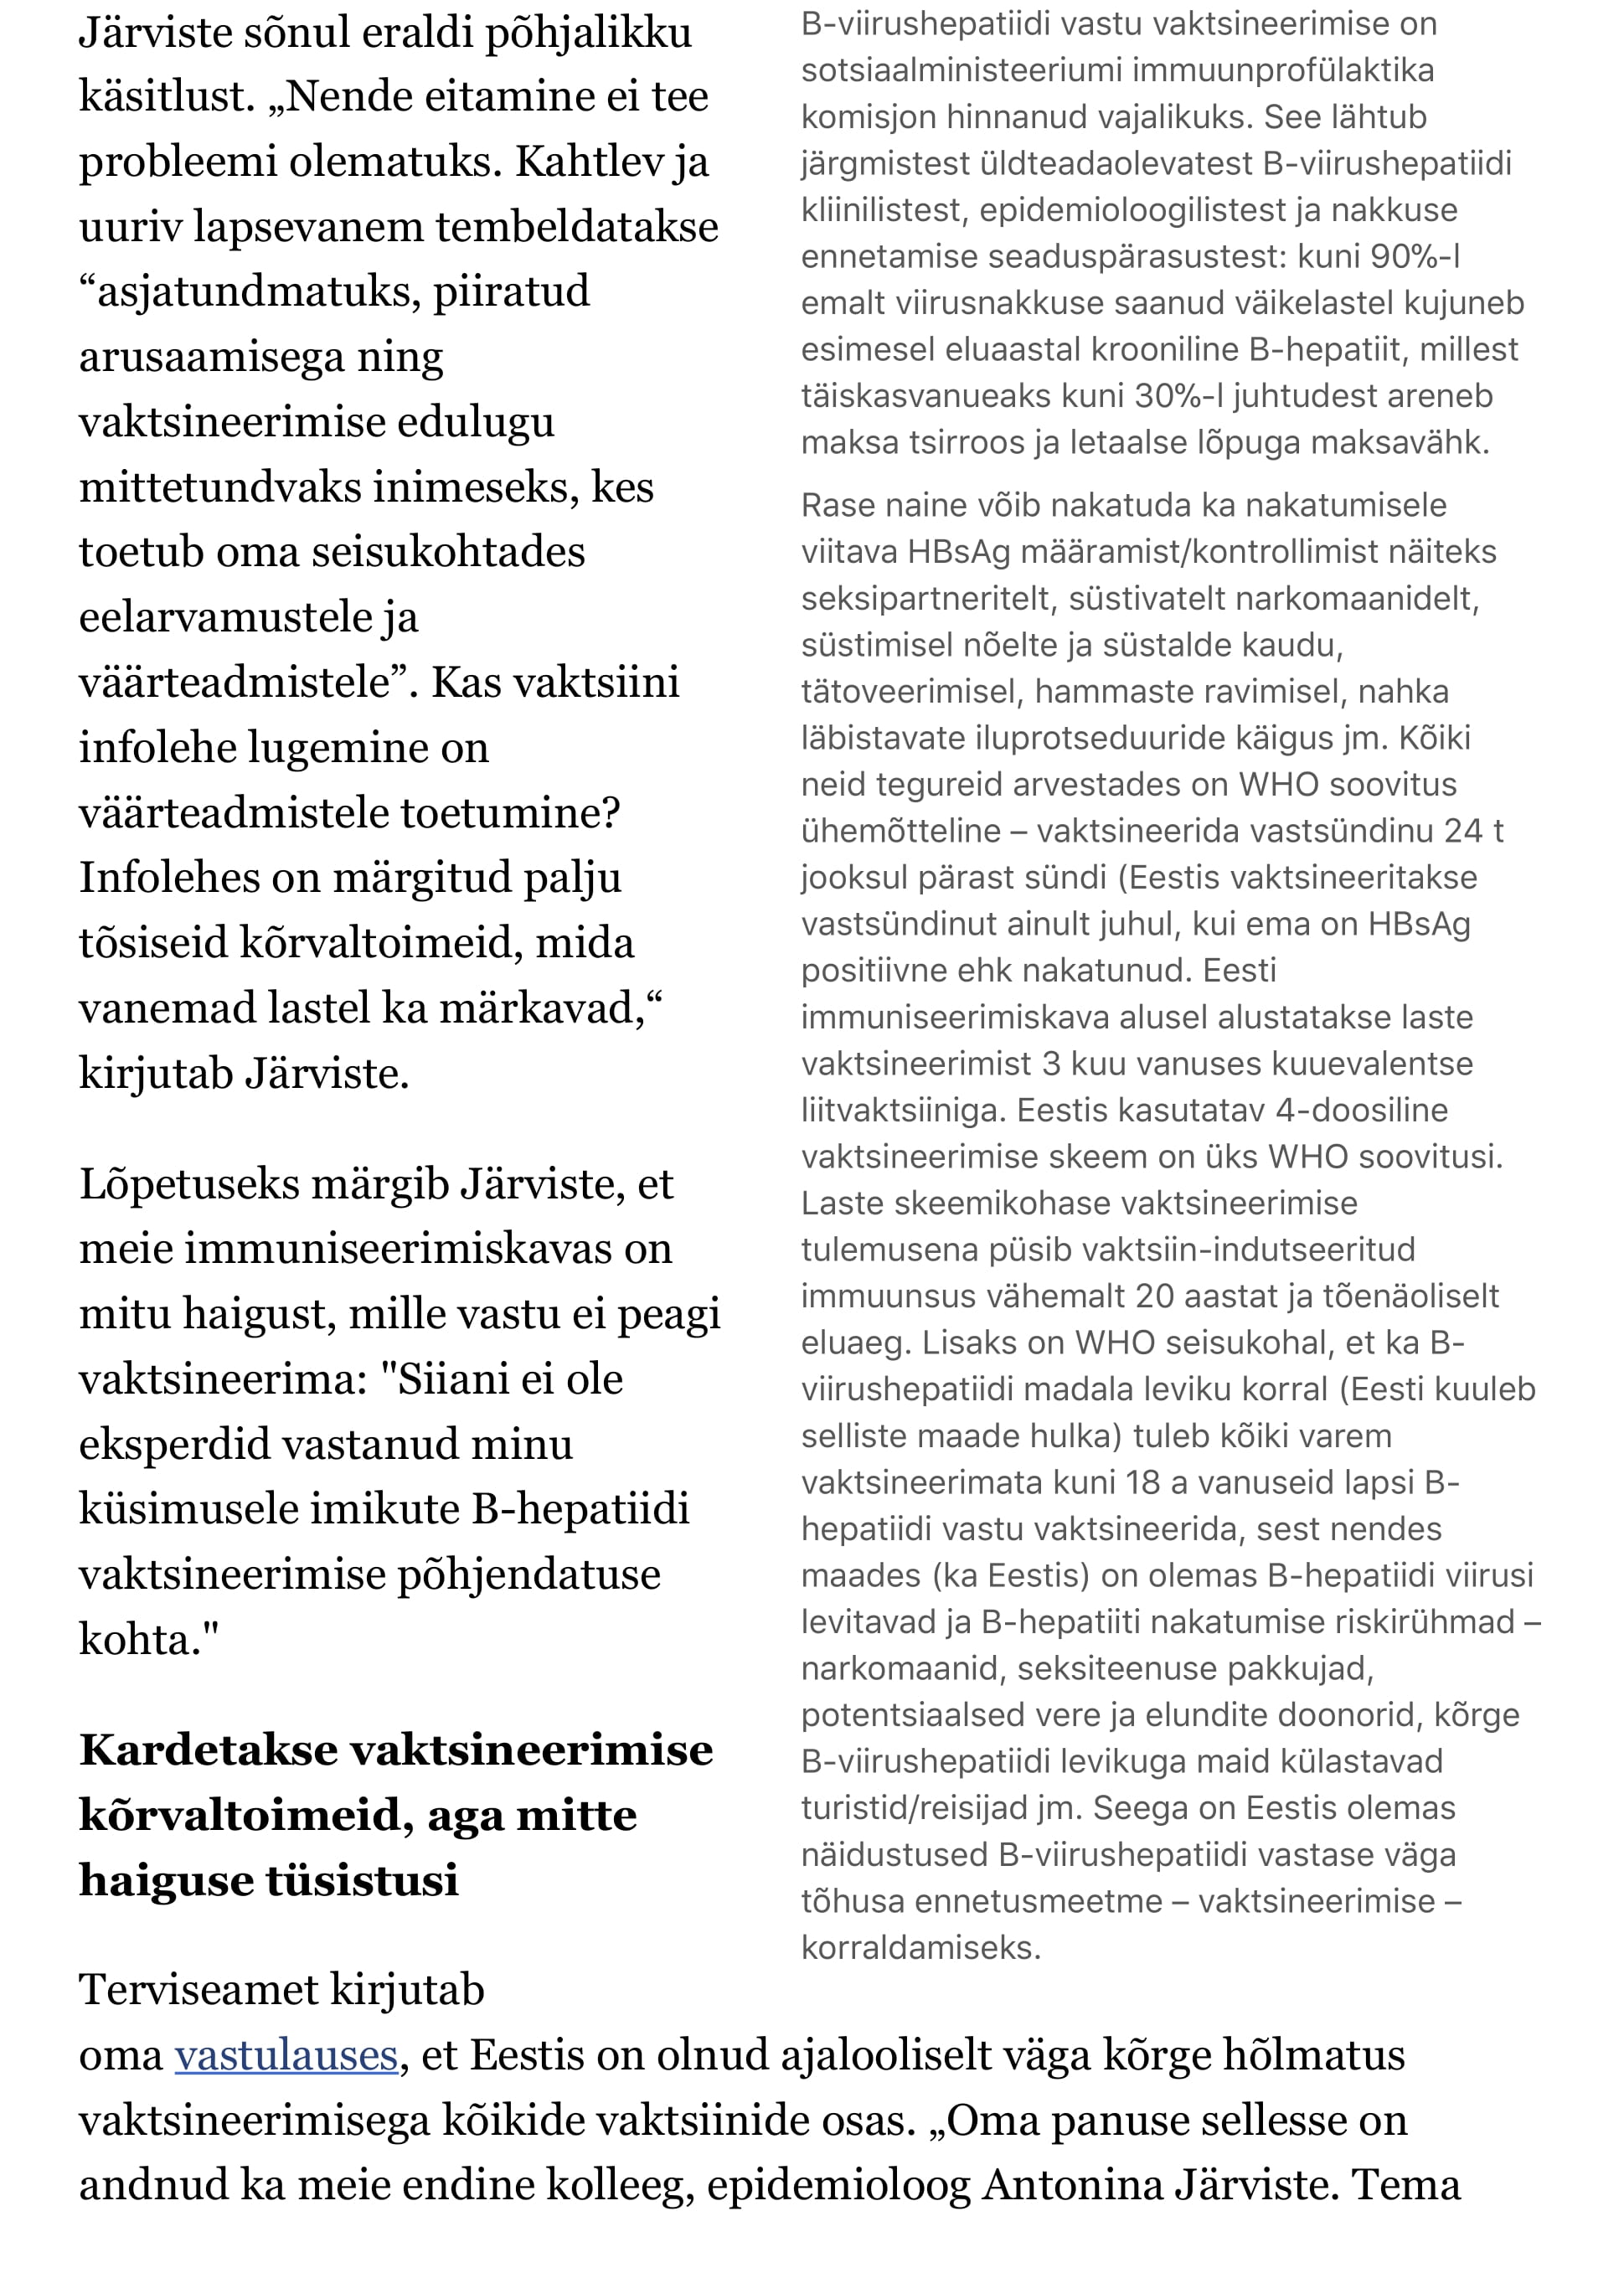 Järviste sõnul eraldi põhjalikku
käsitlust. „Nende eitamine ei tee
probleemi olematuks. Kahtlev ja
uuriv lapsevanem tembeldatakse
“asjatundmatuks, piiratud
arusaamisega ning
vaktsineerimise edulugu
mittetundvaks inimeseks, kes
toetub oma seisukohtades
eelarvamustele ja
väärteadmistele”. Kas vaktsiini
infolehe lugemine on
väärteadmistele toetumine?
Infolehes on märgitud palju
tõsiseid kõrvaltoimeid, mida
vanemad lastel ka märkavad,“
kirjutab Järviste.
Lõpetuseks märgib Järviste, et
meie immuniseerimiskavas on
mitu haigust, mille vastu ei peagi
vaktsineerima: "Siiani ei ole
eksperdid vastanud minu
küsimusele imikute B-hepatiidi
vaktsineerimise põhjendatuse
kohta."
Kardetakse vaktsineerimise
kõrvaltoimeid, aga mitte
haiguse tüsistusi
B-viirushepatiidi vastu vaktsineerimise on
sotsiaalministeeriumi immuunprofülaktika
komisjon hinnanud vajalikuks. See lähtub
järgmistest üldteadaolevatest B-viirushepatiidi
kliinilistest, epidemioloogilistest ja nakkuse
ennetamise seaduspärasustest: kuni 90%-l
emalt viirusnakkuse saanud väikelastel kujuneb
esimesel eluaastal krooniline B-hepatiit, millest
täiskasvanueaks kuni 30%-l juhtudest areneb
maksa tsirroos ja letaalse lõpuga maksavähk.
Rase naine võib nakatuda ka nakatumisele
viitava HBsAg määramist/kontrollimist näiteks
seksipartneritelt, süstivatelt narkomaanidelt,
süstimisel nõelte ja süstalde kaudu,
tätoveerimisel, hammaste ravimisel, nahka
läbistavate iluprotseduuride käigus jm. Kõiki
neid tegureid arvestades on WHO soovitus
ühemõtteline – vaktsineerida vastsündinu 24 t
jooksul pärast sündi (Eestis vaktsineeritakse
vastsündinut ainult juhul, kui ema on HBsAg
positiivne ehk nakatunud. Eesti
immuniseerimiskava alusel alustatakse laste
vaktsineerimist 3 kuu vanuses kuuevalentse
liitvaktsiiniga. Eestis kasutatav 4-doosiline
vaktsineerimise skeem on üks WHO soovitusi.
Laste skeemikohase vaktsineerimise
tulemusena püsib vaktsiin-indutseeritud
immuunsus vähemalt 20 aastat ja tõenäoliselt
eluaeg. Lisaks on WHO seisukohal, et ka B-
viirushepatiidi madala leviku korral (Eesti kuuleb
selliste maade hulka) tuleb kõiki varem
vaktsineerimata kuni 18 a vanuseid lapsi B-
hepatiidi vastu vaktsineerida, sest nendes
maades (ka Eestis) on olemas B-hepatiidi viirusi
levitavad ja B-hepatiiti nakatumise riskirühmad –
narkomaanid, seksiteenuse pakkujad,
potentsiaalsed vere ja elundite doonorid, kõrge
B-viirushepatiidi levikuga maid külastavad
turistid/reisijad jm. Seega on Eestis olemas
näidustused B-viirushepatiidi vastase väga
tõhusa ennetusmeetme – vaktsineerimise –
korraldamiseks.
Terviseamet kirjutab
oma vastulauses, et Eestis on olnud ajalooliselt väga kõrge hõlmatus
vaktsineerimisega kõikide vaktsiinide osas. „Oma panuse sellesse on
andnud ka meie endine kolleeg, epidemioloog Antonina Järviste. Tema